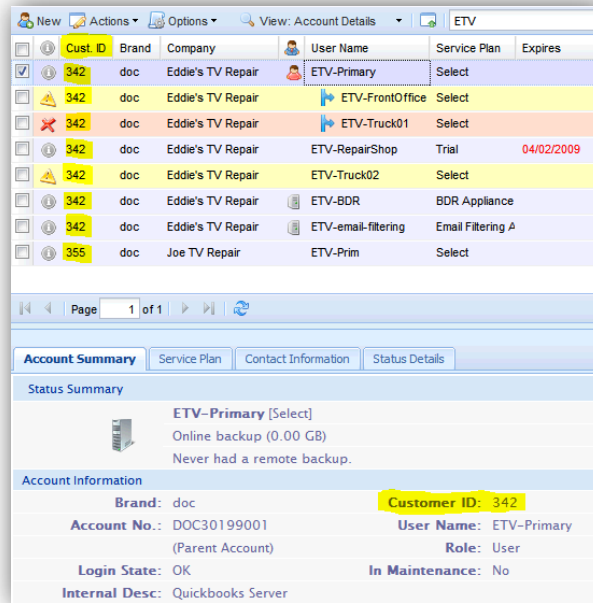 New Actions Options View: Account Details ETV
Cust. ID Brand Company User Name Service Plan Expires
342 doc Eddie's TV Repair ETV-Primary Select
342 doc Eddie's TV Repair ETV-FrontOffice Select
342 doc Eddie's TV Repair ETV-Truck01 Select
342 doc Eddie's TV Repair ETV-RepairShop Trial 04/02/2009
342 doc Eddie's TV Repair ETV-Truck02 Select
342 doc Eddie's TV Repair ETV-BDR BDR Appliance
342 doc Eddie's TV Repair ETV-email-filtering Email Filtering A
355 doc Joe TV Repair ETV-Prim Select
Page 1 of 1
Account Summary Service Plan Contact Information Status Details
Status Summary
ETV-Primary [Select]
Online backup (0.00 GB)
Never had a remote backup.
Account Information
Brand: doc Customer ID: 342
Account No.: DOC30199001 User Name: ETV-Primary
(Parent Account) Role: User
Login State: OK In Maintenance: No
Internal Desc: Quickbooks Server